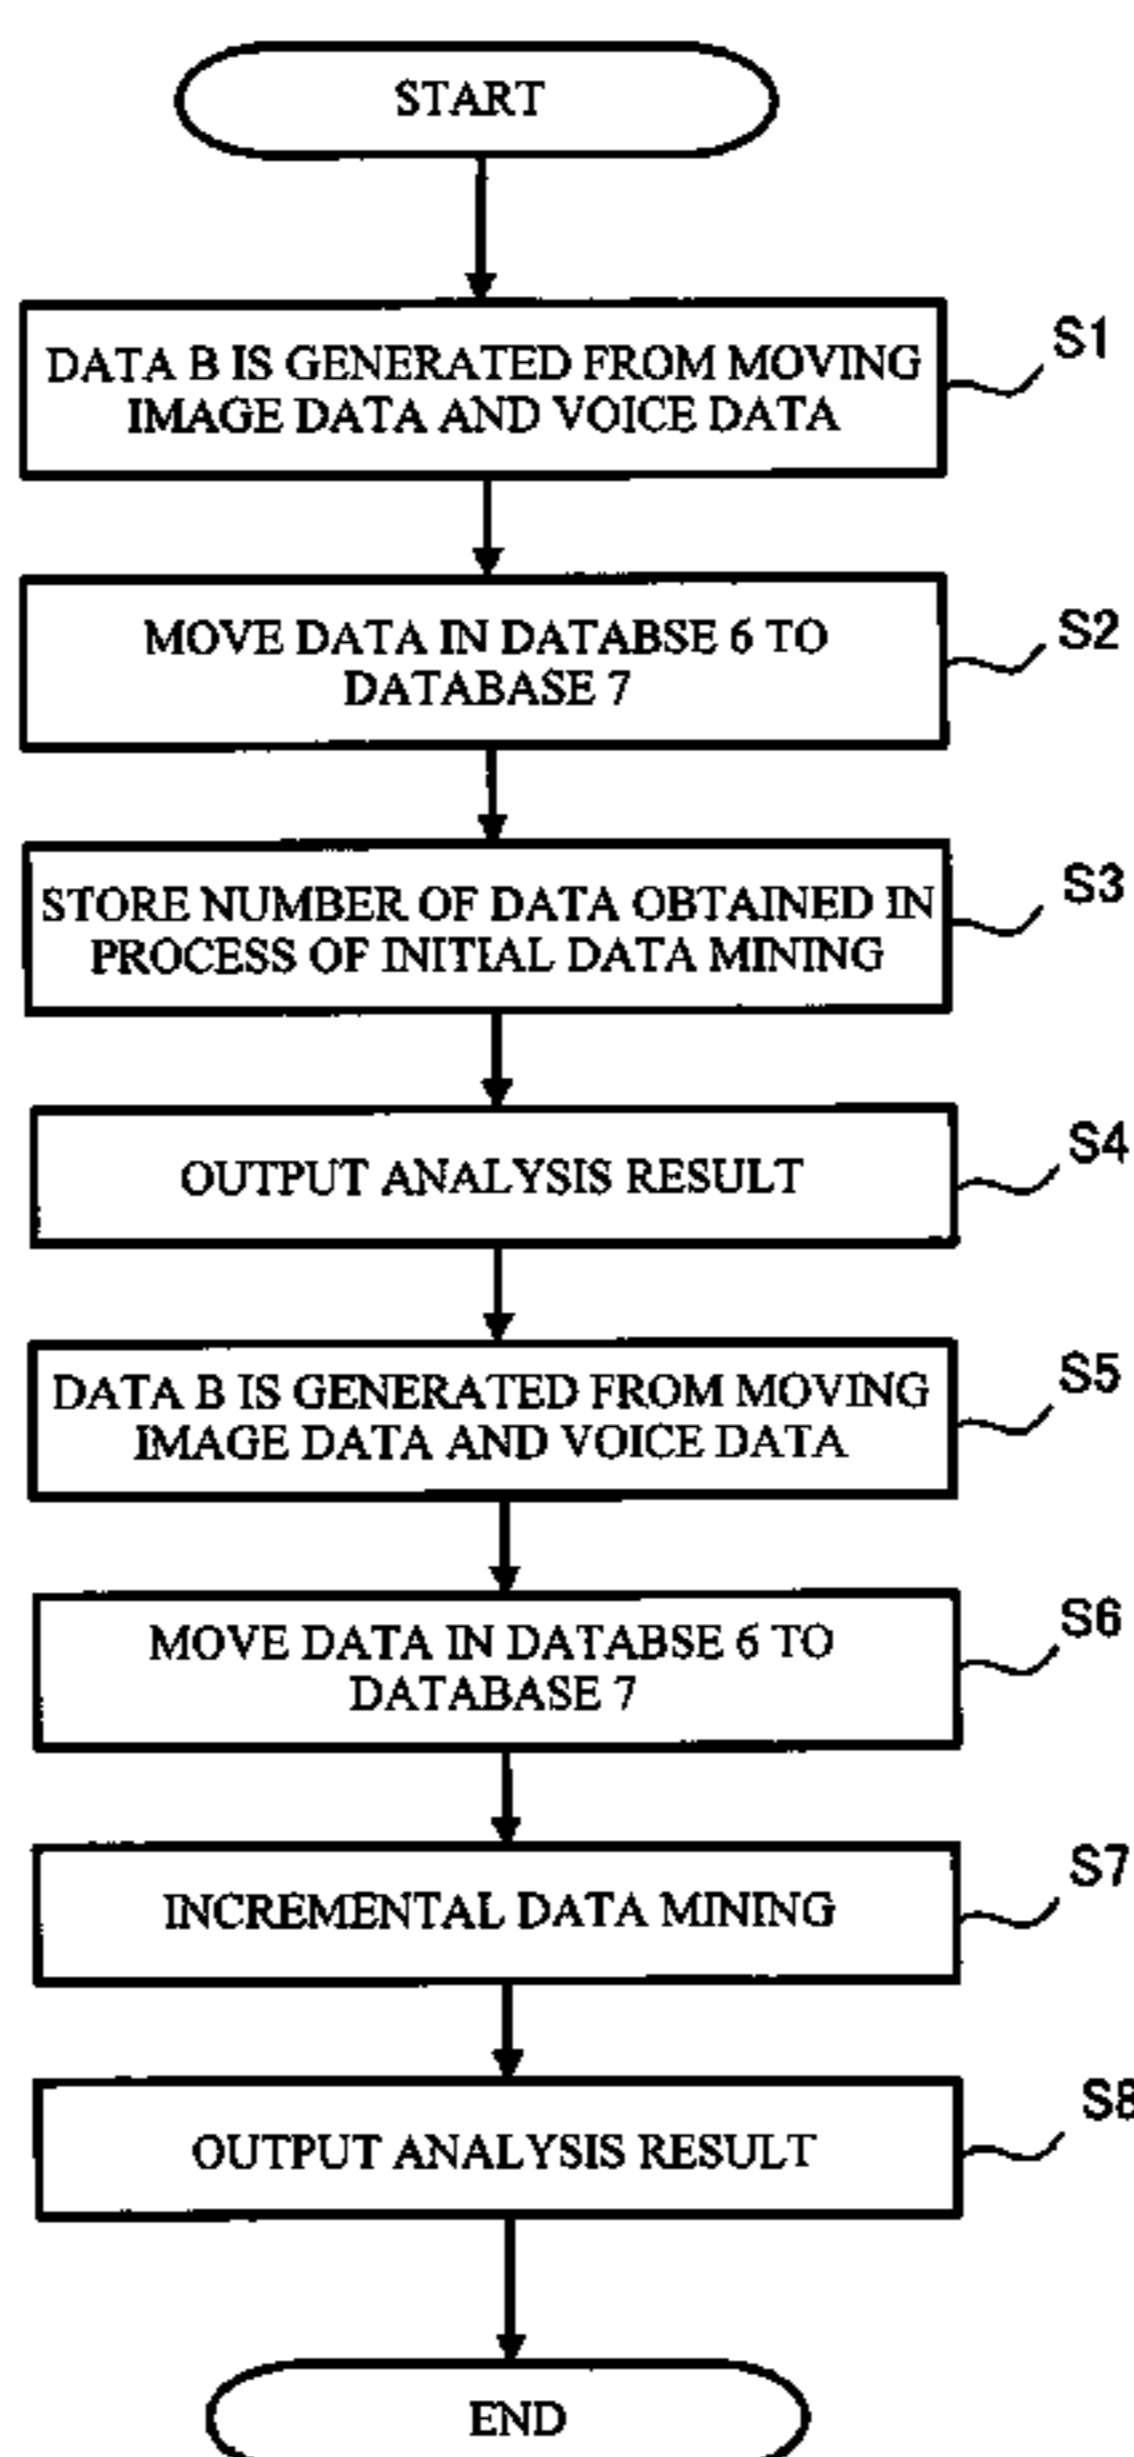 START
DATA B IS GENERATED FROM MOVING
IMAGE DATA AND VOICE DATA
S1
MOVE DATA IN DATABSE 6 TO
DATABASE 7
S2
STORE NUMBER OF DATA OBTAINED IN
PROCESS OF INITIAL DATA MINING
S3
OUTPUT ANALYSIS RESULT
S4
DATA B IS GENERATED FROM MOVING
IMAGE DATA AND VOICE DATA
S5
MOVE DATA IN DATABSE 6 TO
DATABASE 7
S6
INCREMENTAL DATA MINING
S7
OUTPUT ANALYSIS RESULT
S8
END